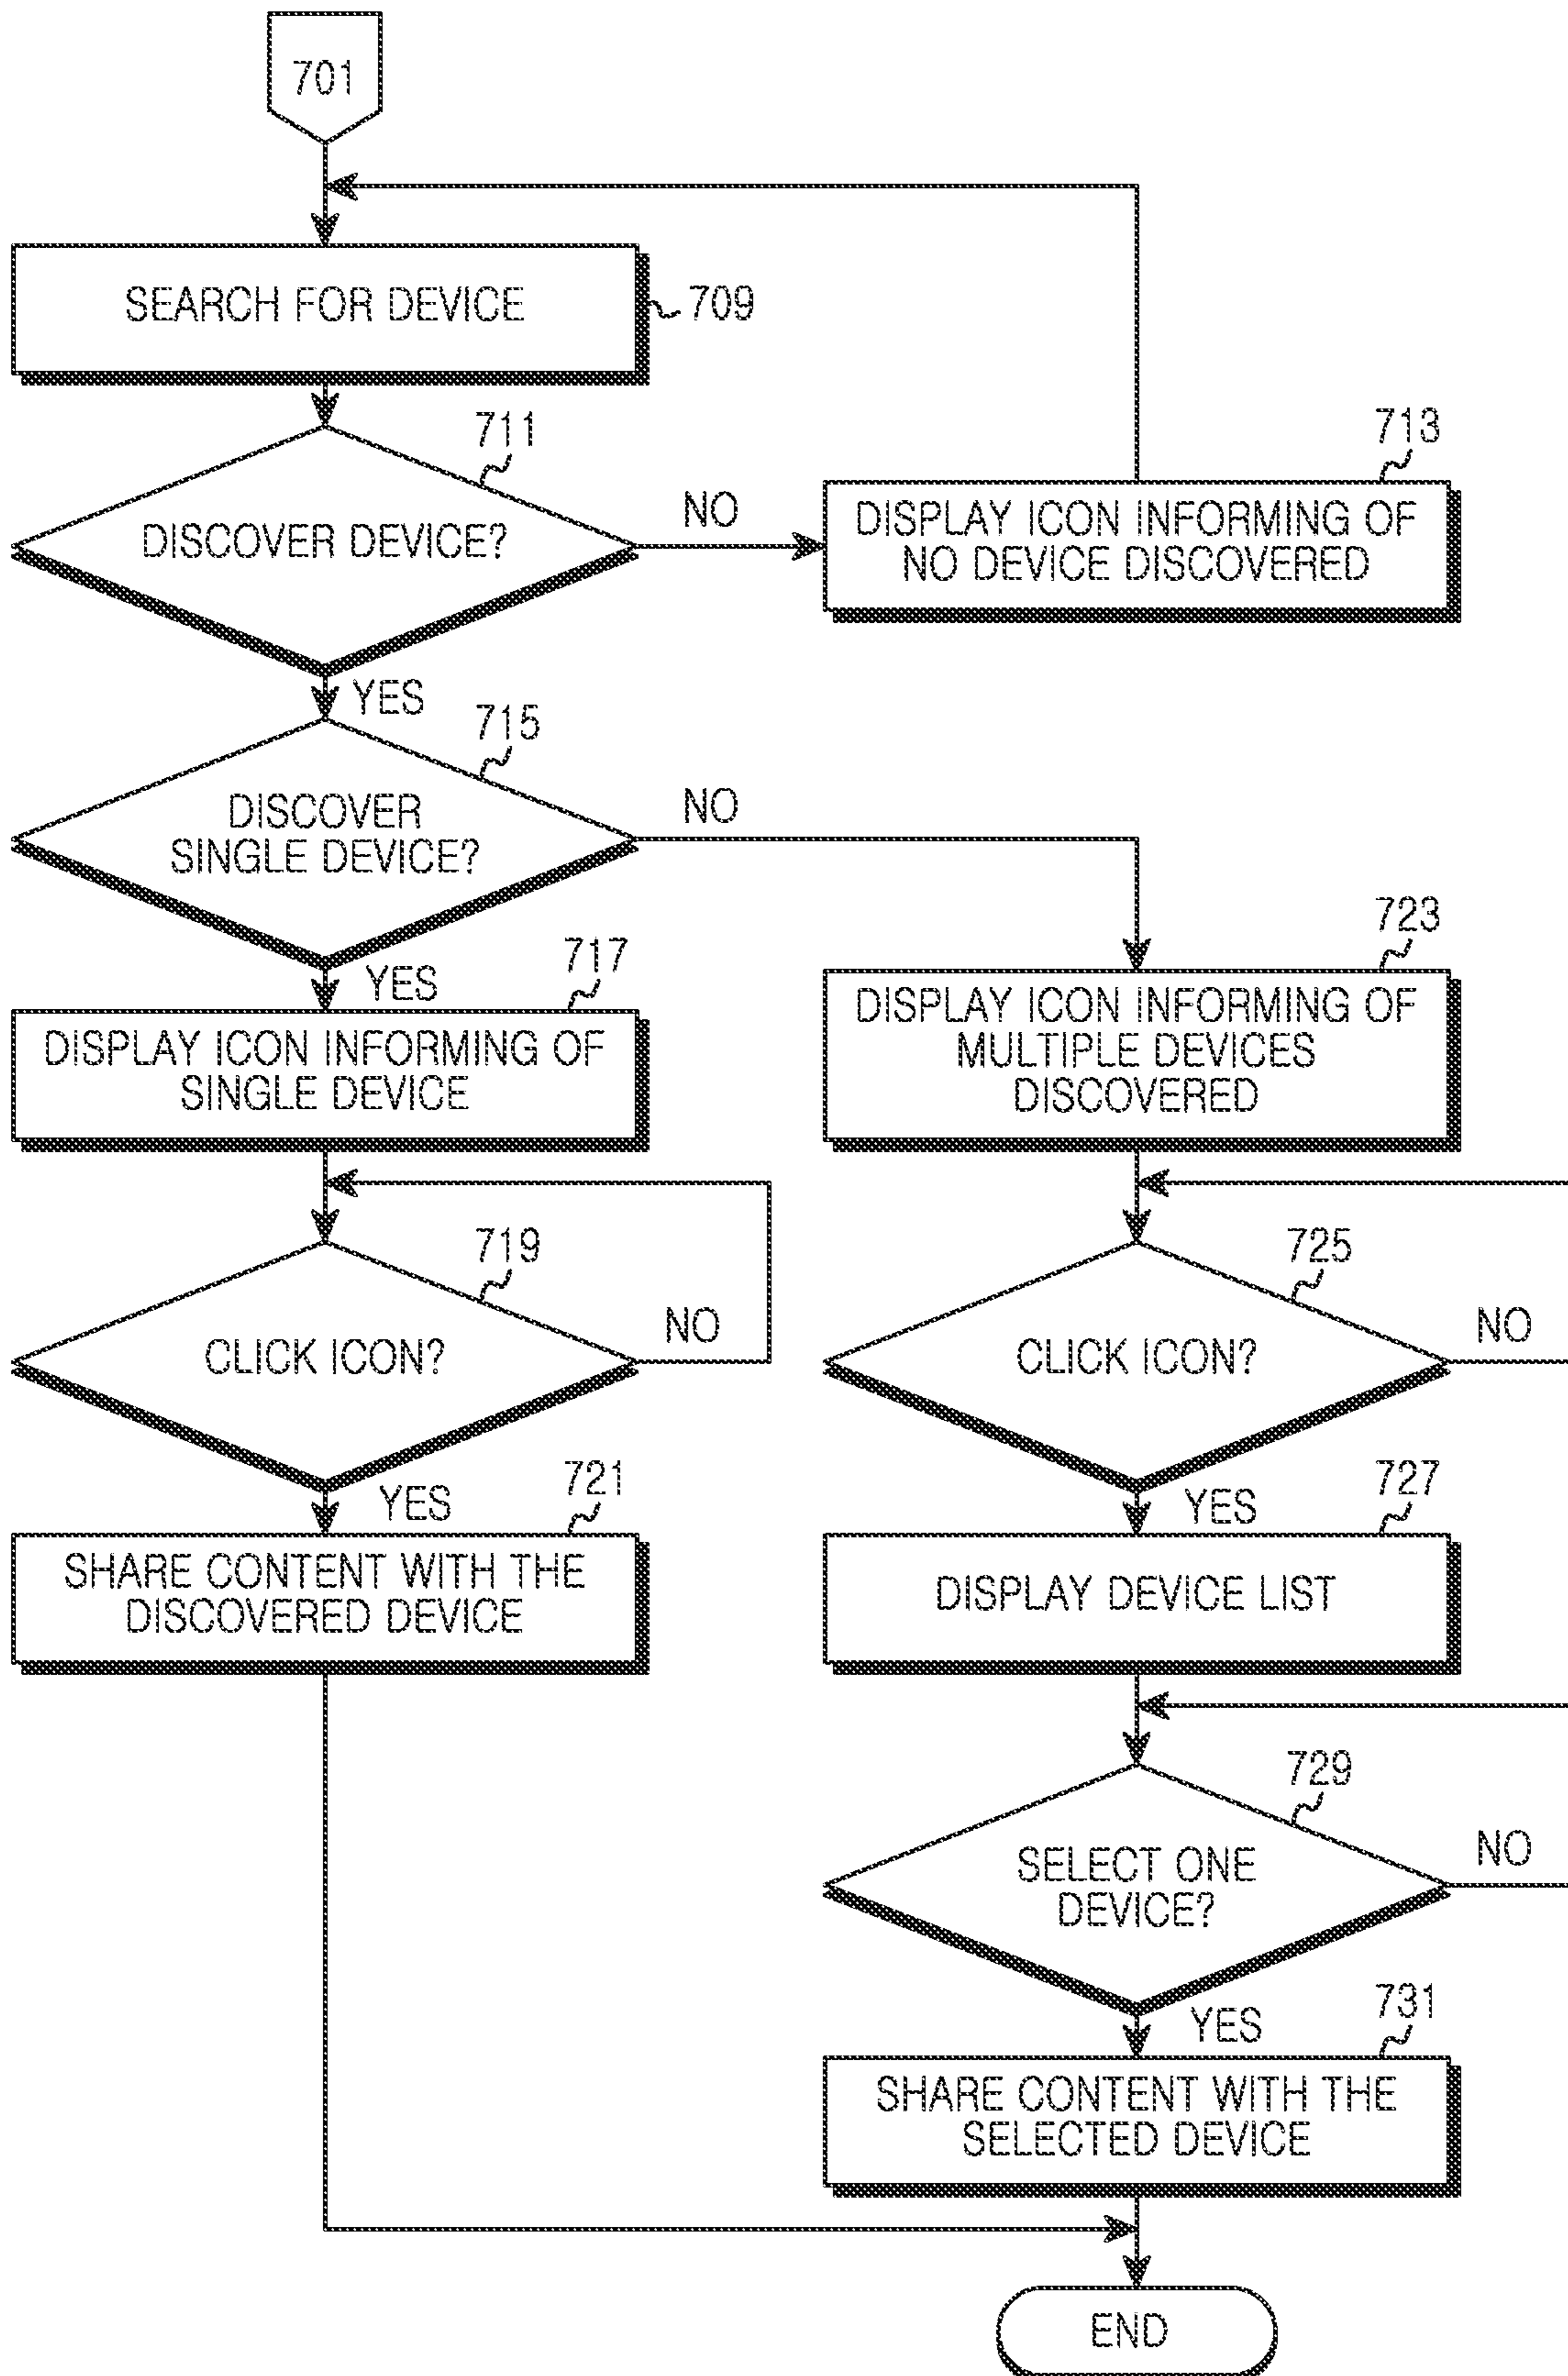 701
SEARCH FOR DEVICE
709
711
DISCOVER DEVICE?
NO
713
DISPLAY ICON INFORMING OF
NO DEVICE DISCOVERED
YES
715
DISCOVER
SINGLE DEVICE?
NO
YES
717
DISPLAY ICON INFORMING OF
SINGLE DEVICE
723
DISPLAY ICON INFORMING OF
MULTIPLE DEVICES
DISCOVERED
719
CLICK ICON?
NO
725
CLICK ICON?
NO
YES
721
SHARE CONTENT WITH THE
DISCOVERED DEVICE
YES
727
DISPLAY DEVICE LIST
729
SELECT ONE
DEVICE?
NO
YES
731
SHARE CONTENT WITH THE
SELECTED DEVICE
END